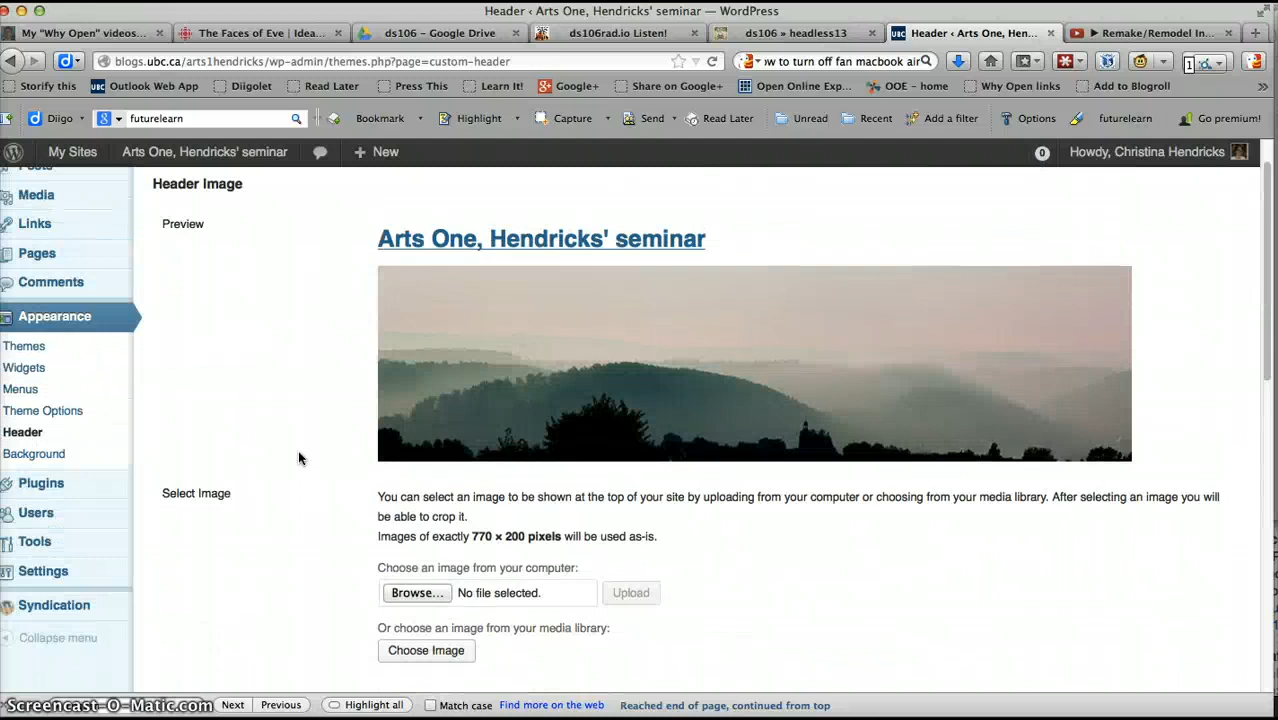 Header ‹ Arts One, Hendricks' seminar — WordPress
My "Why Open" videos... × The Faces of Eve | Idea... × ds106 – Google Drive × ds106rad.io Listen! × ds106 » headless13 × Header ‹ Arts One, Hen... × ▶ Remake/Remodel In... × +
blogs.ubc.ca/arts1hendricks/wp-admin/themes.php?page=custom-header
ow to turn off fan macbook air
1
Storify this UBC Outlook Web App Diigolet Read Later Press This Learn It! Google+ Share on Google+ Open Online Exp... OOE - home Why Open links Add to Blogroll »
Diigo futurelearn Bookmark Highlight Capture Send Read Later Unread Recent Add a filter Options futurelearn Go premium!
My Sites Arts One, Hendricks' seminar + New 0 Howdy, Christina Hendricks
Posts
Media
Links
Pages
Comments
Appearance
Themes
Widgets
Menus
Theme Options
Header
Background
Plugins
Users
Tools
Settings
Syndication
Collapse menu
Header Image
Preview
Arts One, Hendricks' seminar
Select Image
You can select an image to be shown at the top of your site by uploading from your computer or choosing from your media library. After selecting an image you will
be able to crop it.
Images of exactly 770 × 200 pixels will be used as-is.
Choose an image from your computer:
Browse... No file selected. Upload
Or choose an image from your media library:
Choose Image
Screencast-O-Matic.com Next Previous Highlight all Match case Find more on the web Reached end of page, continued from top